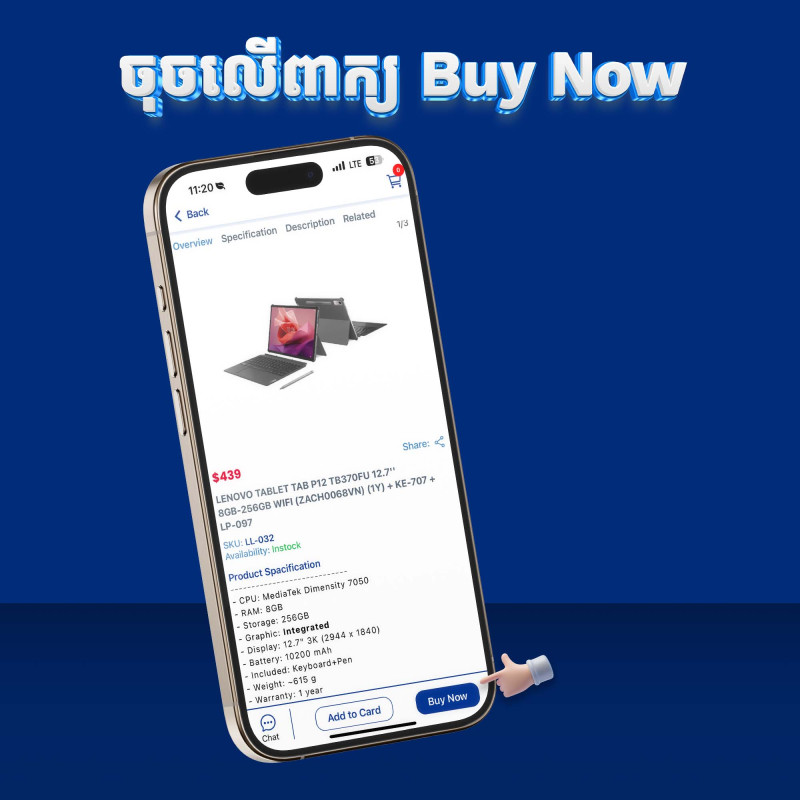 ចុចលើពាក្យ Buy Now
11:20
LTE
0
Back
Overview Specification Description Related
1/3
Share:
$439
LENOVO TABLET TAB P12 TB370FU 12.7''
8GB-256GB WIFI (ZACH0068VN) (1Y) + KE-707 +
LP-097
SKU: LL-032
Availability: Instock
Product Spacification
-----------------------------
- CPU: MediaTek Dimensity 7050
- RAM: 8GB
- Storage: 256GB
- Graphic: Integrated
- Display: 12.7" 3K (2944 x 1840)
- Battery: 10200 mAh
- Included: Keyboard+Pen
- Weight: ~615 g
- Warranty: 1 year
Chat
Add to Card
Buy Now